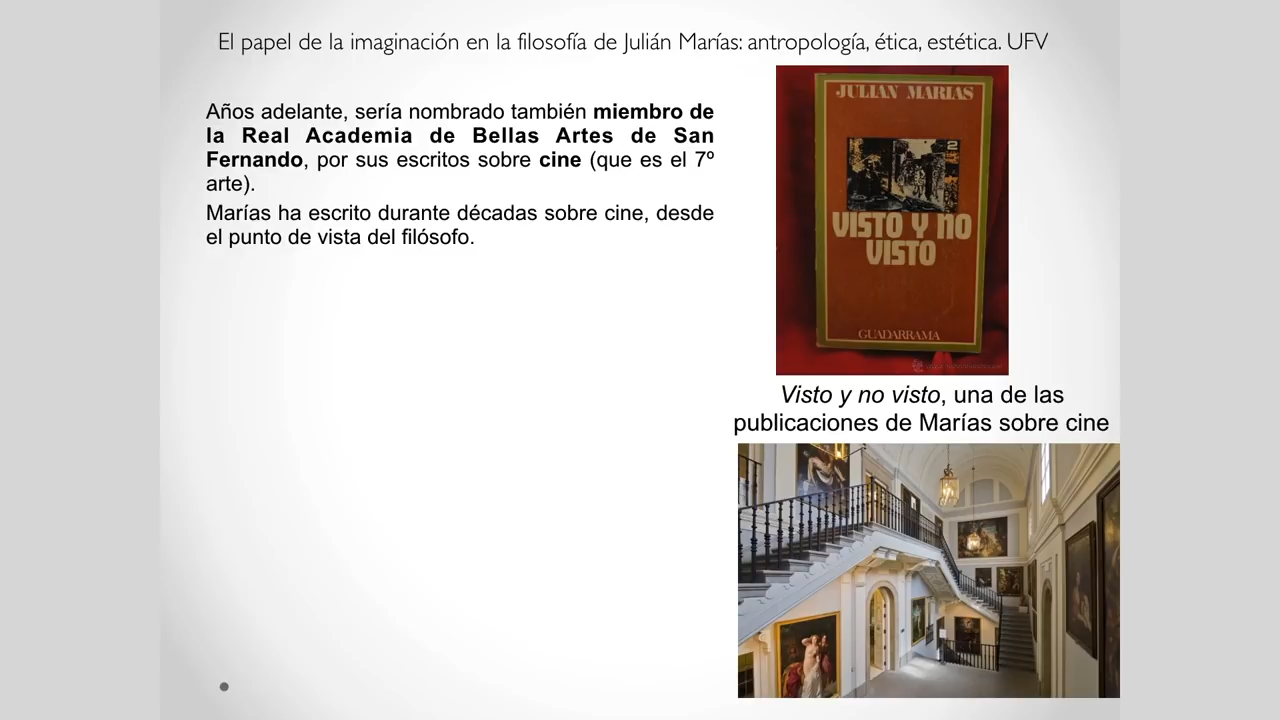 El papel de la imaginación en la filosofía de Julián Marías: antropología, ética, estética. UFV
Años adelante, sería nombrado también miembro de
la Real Academia de Bellas Artes de San
Fernando, por sus escritos sobre cine (que es el 7º
arte).
Marías ha escrito durante décadas sobre cine, desde
el punto de vista del filósofo.
JULIAN MARIAS
2
VISTO Y NO
VISTO
GUADARRAMA
Visto y no visto, una de las
publicaciones de Marías sobre cine